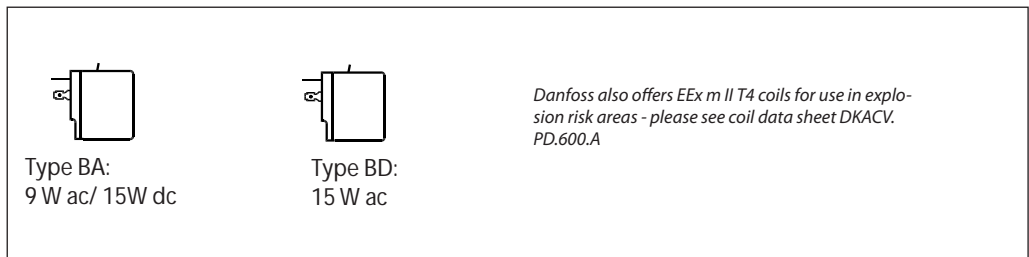 Type BA:
9 W ac/ 15W dc
Type BD:
15 W ac
Danfoss also offers EEx m II T4 coils for use in explo-
sion risk areas - please see coil data sheet DKACV.
PD.600.A